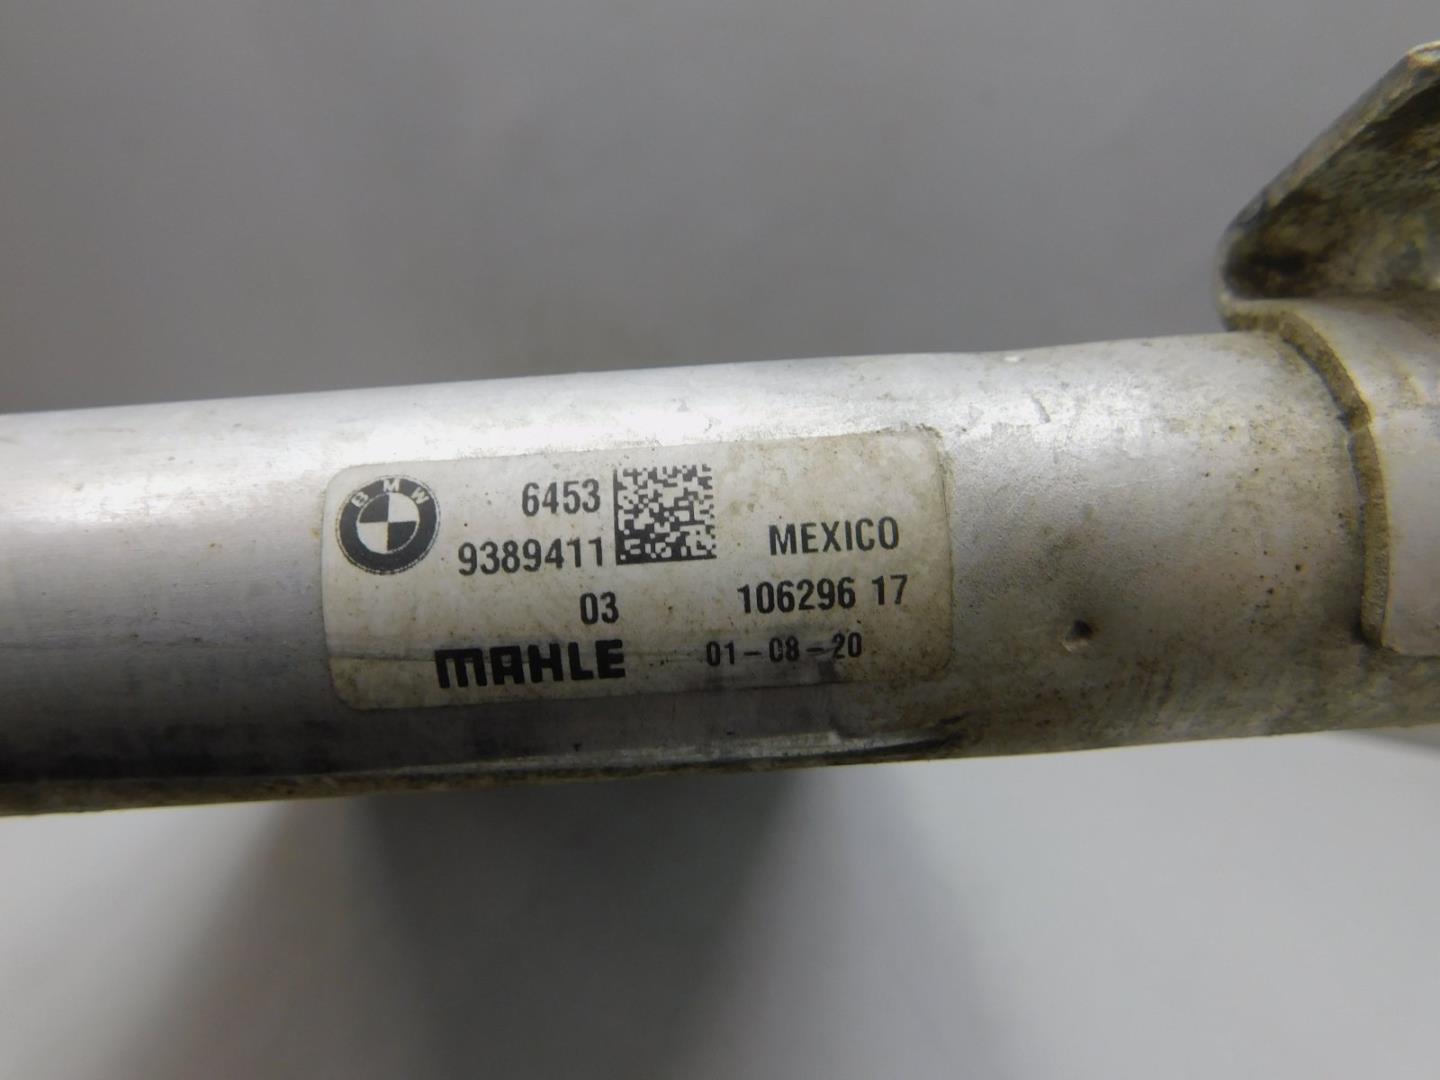 BMW
6453
9389411
MEXICO
03
106296 17
MAHLE
01-08-20